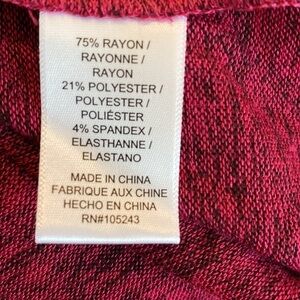 75% RAYON /
RAYONNE /
RAYON
21% POLYESTER /
POLYESTER /
POLIÉSTER
4% SPANDEX /
ELASTHANNE /
ELASTANO
MADE IN CHINA
FABRIQUE AUX CHINE
HECHO EN CHINA
RN#105243